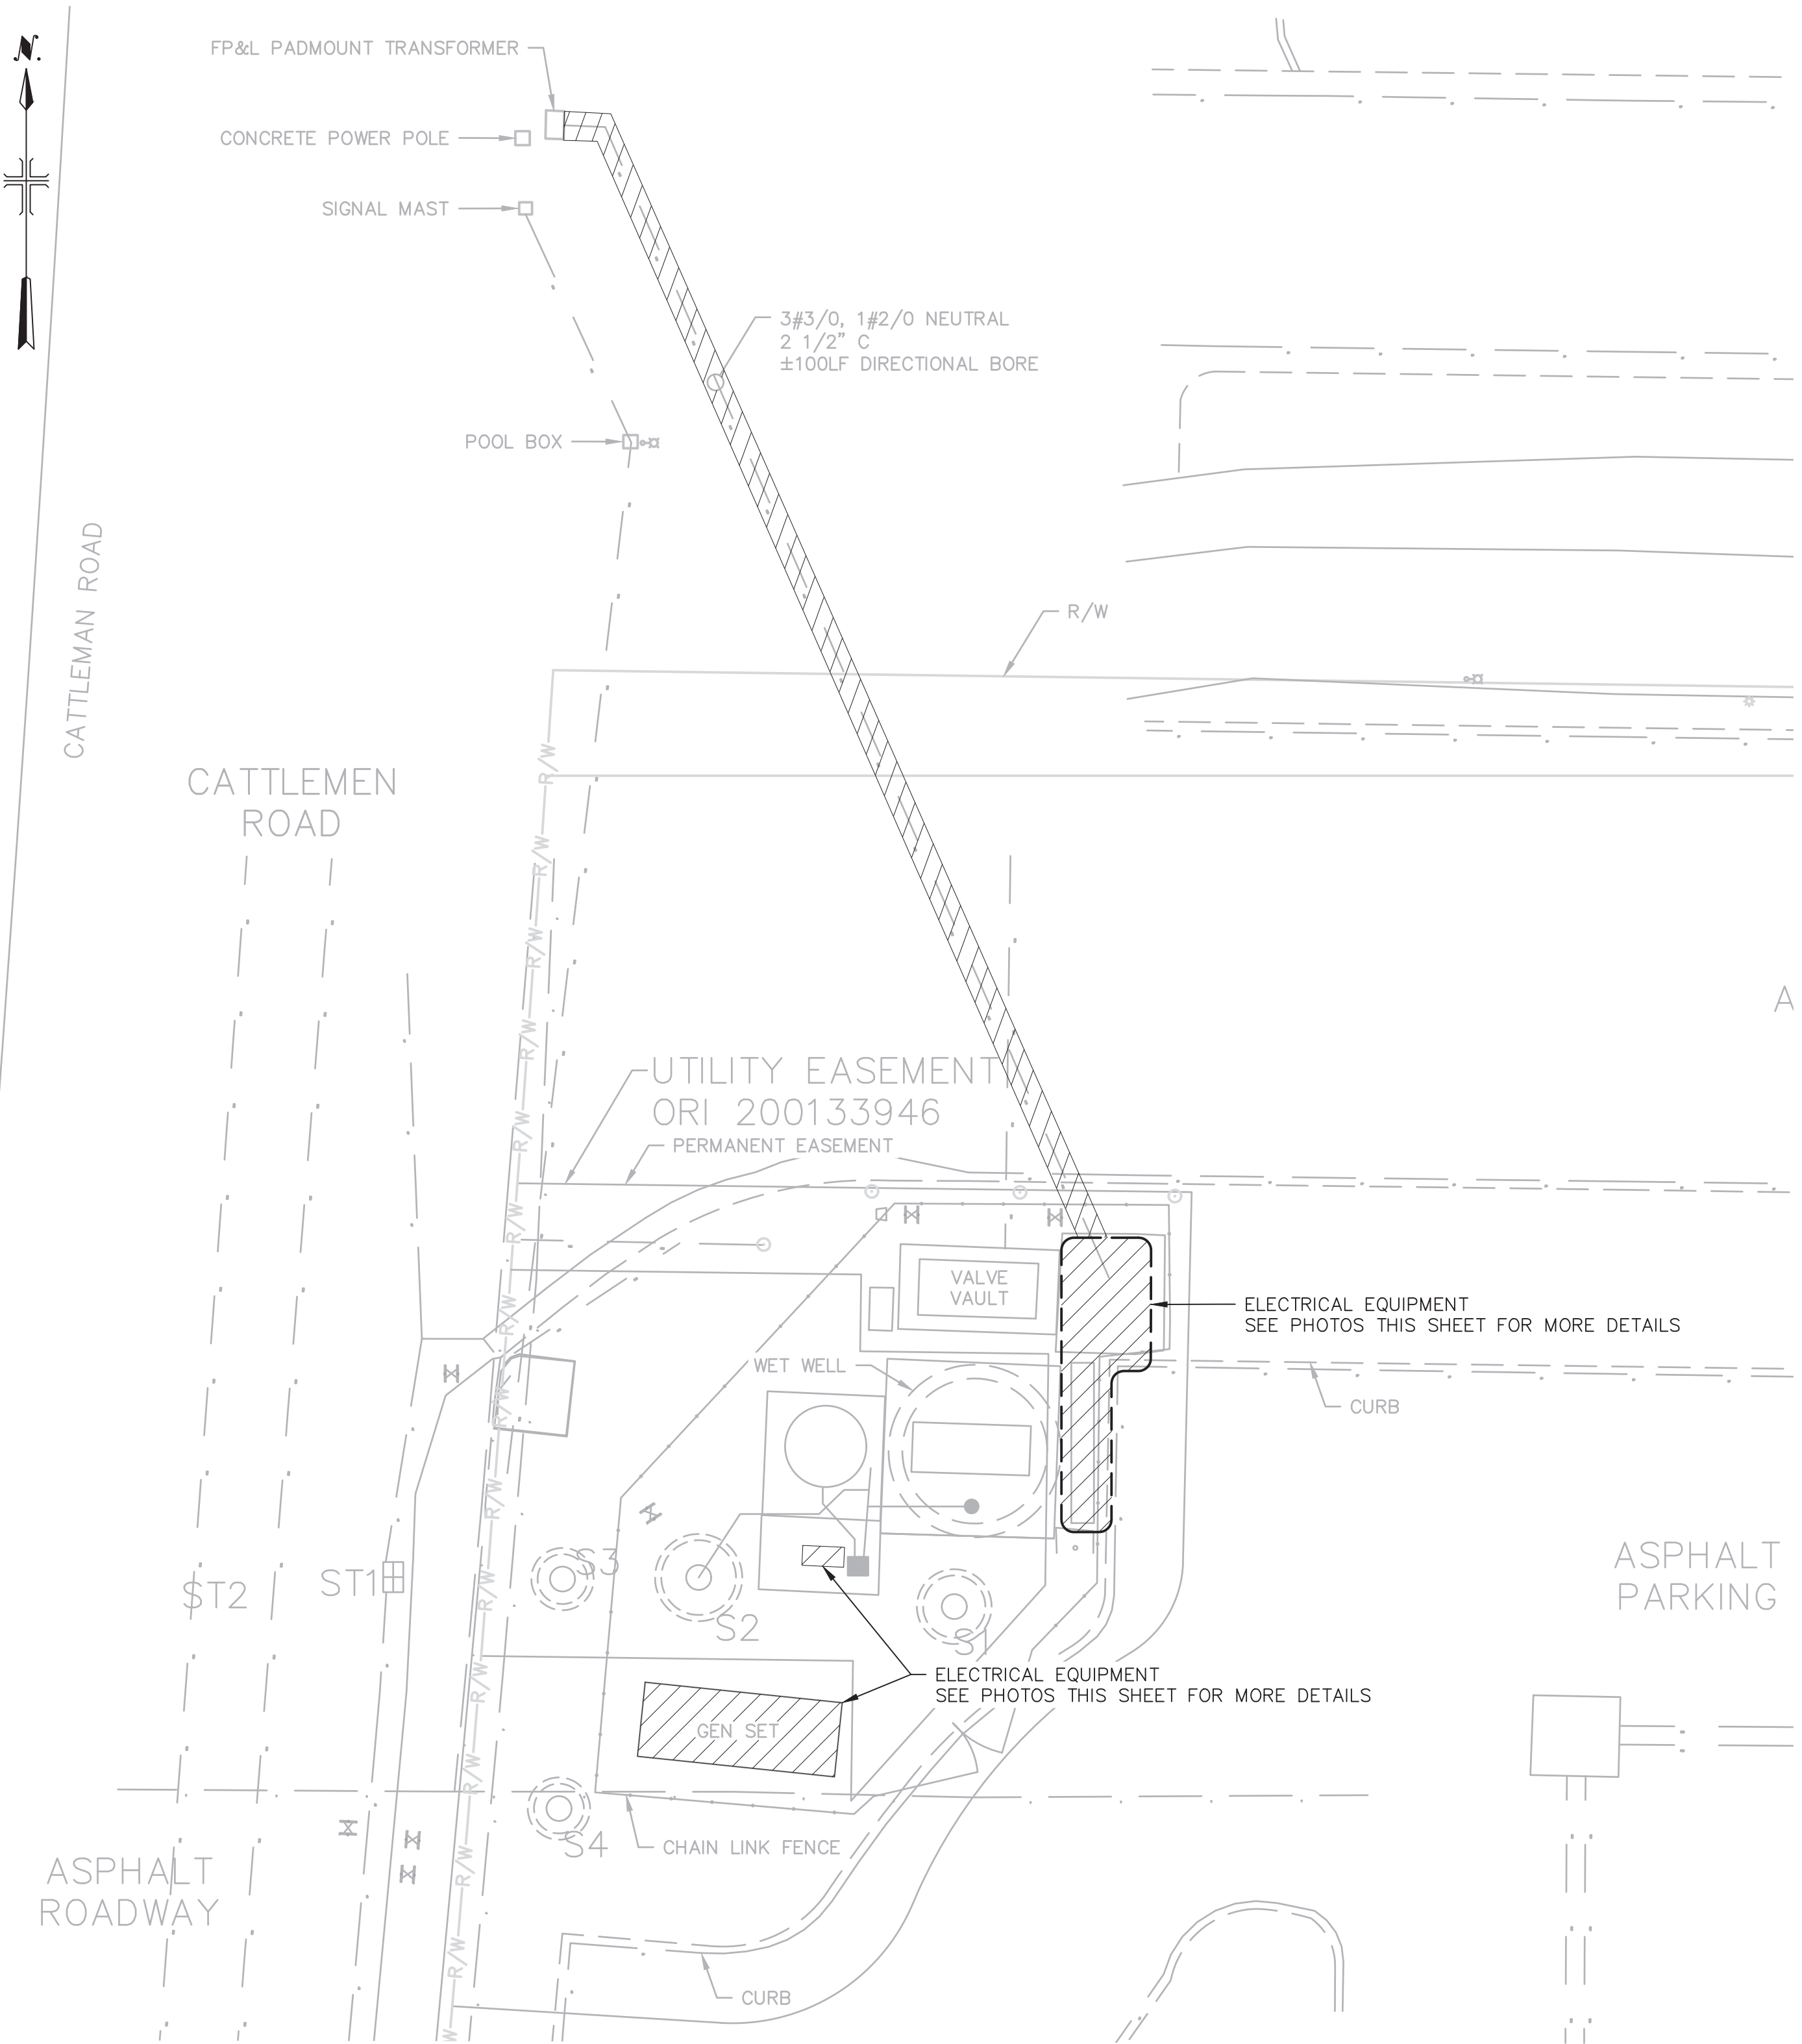 N.
FP&L PADMOUNT TRANSFORMER
CONCRETE POWER POLE
SIGNAL MAST
3#3/0, 1#2/0 NEUTRAL
2 1/2" C
±100LF DIRECTIONAL BORE
POOL BOX
CATTLEMAN ROAD
R/W
CATTLEMEN
ROAD
R/W
R/W
R/W
R/W
R/W
R/W
R/W
R/W
R/W
R/W
R/W
R/W
R/W
R/W
W
A
UTILITY EASEMENT
ORI 200133946
PERMANENT EASEMENT
VALVE
VAULT
ELECTRICAL EQUIPMENT
SEE PHOTOS THIS SHEET FOR MORE DETAILS
WET WELL
CURB
ASPHALT
PARKING
ST2
ST1
S3
S2
S1
ELECTRICAL EQUIPMENT
SEE PHOTOS THIS SHEET FOR MORE DETAILS
GEN SET
S4
CHAIN LINK FENCE
ASPHALT
ROADWAY
CURB